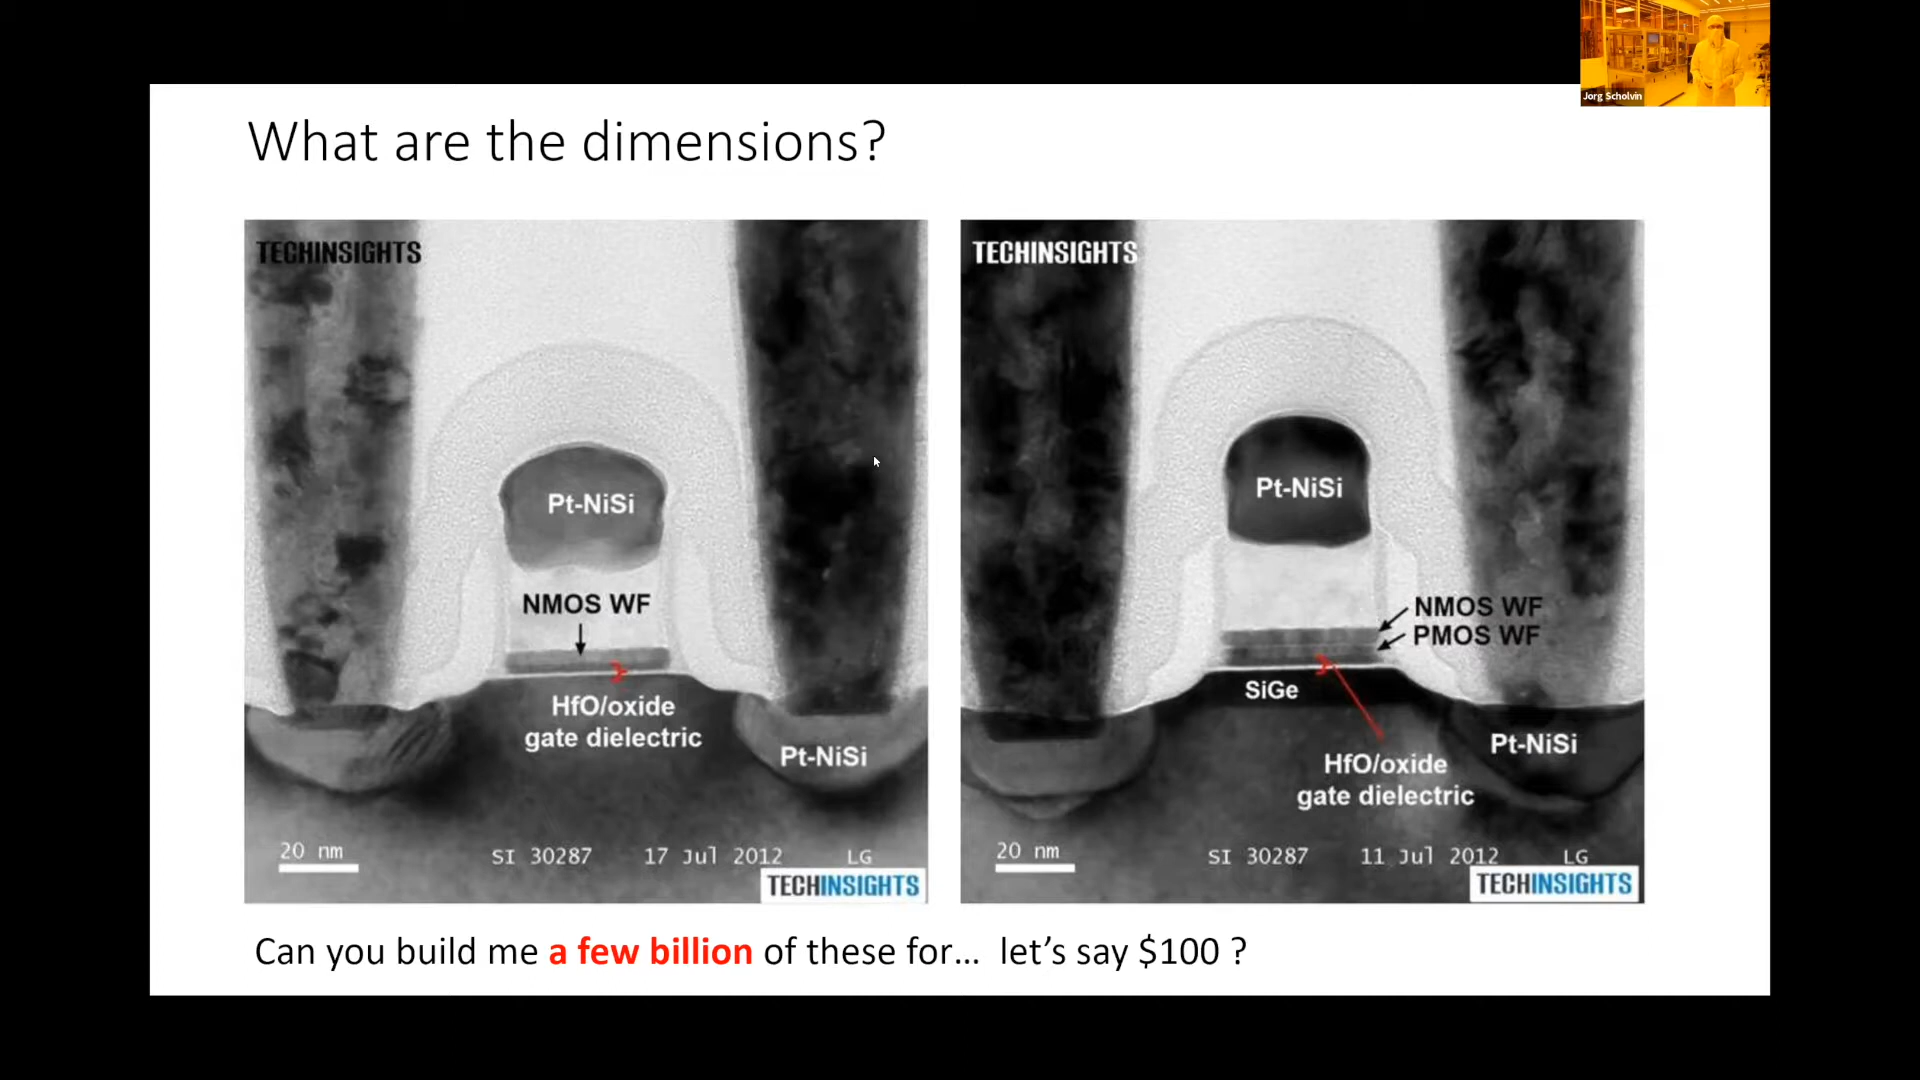 Jorg Scholvin
What are the dimensions?
TECHINSIGHTS
Pt-NiSi
NMOS WF
HfO/oxide
gate dielectric
Pt-NiSi
20 nm
SI 30287 17 Jul 2012 LG
TECHINSIGHTS
TECHINSIGHTS
Pt-NiSi
NMOS WF
PMOS WF
SiGe
Pt-NiSi
HfO/oxide
gate dielectric
20 nm
SI 30287 11 Jul 2012 LG
TECHINSIGHTS
Can you build me a few billion of these for... let's say $100 ?